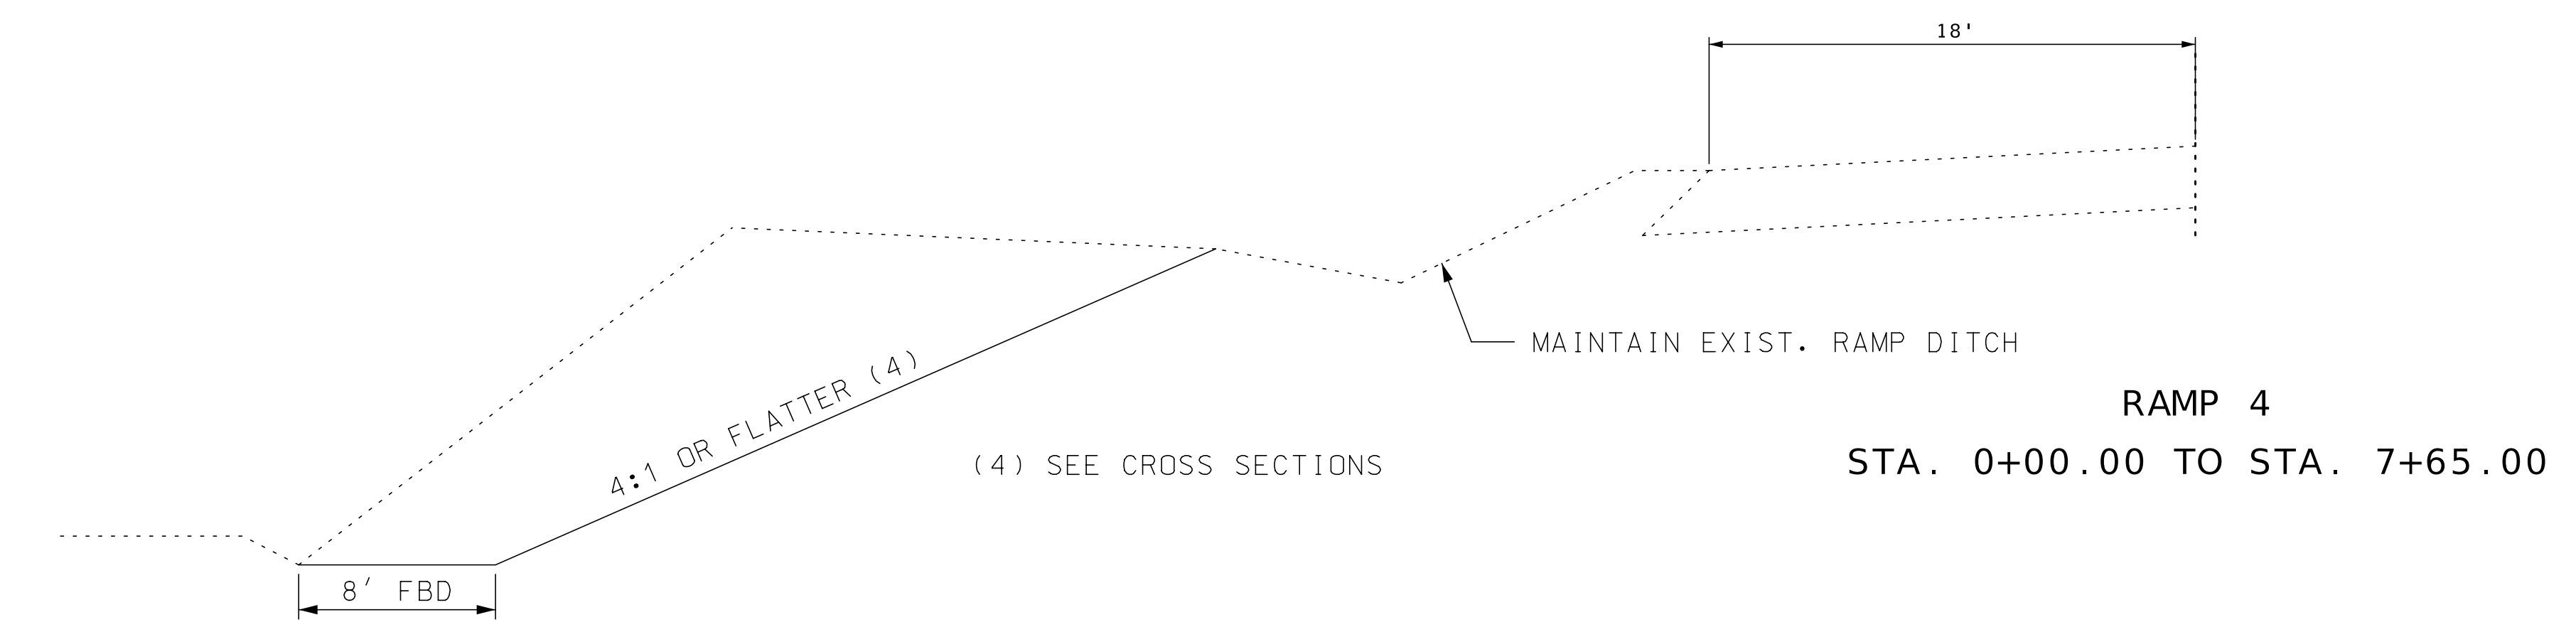 18'
MAINTAIN EXIST. RAMP DITCH
4:1 OR FLATTER (4)
RAMP 4
(4) SEE CROSS SECTIONS
STA. 0+00.00 TO STA. 7+65.00
8' FBD